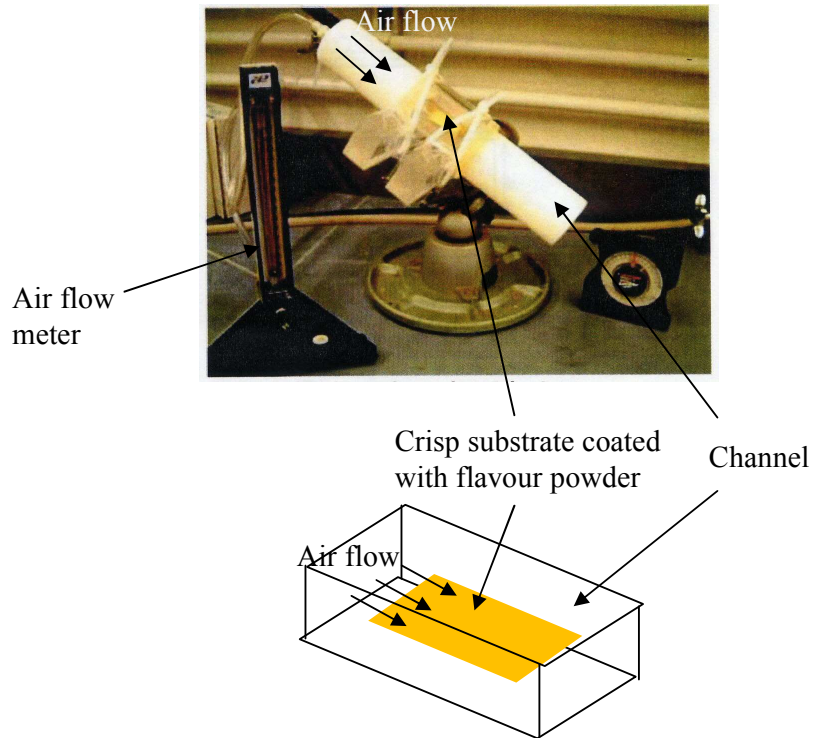 Air flow
Air flow
meter
Crisp substrate coated
with flavour powder
Channel
Air flow